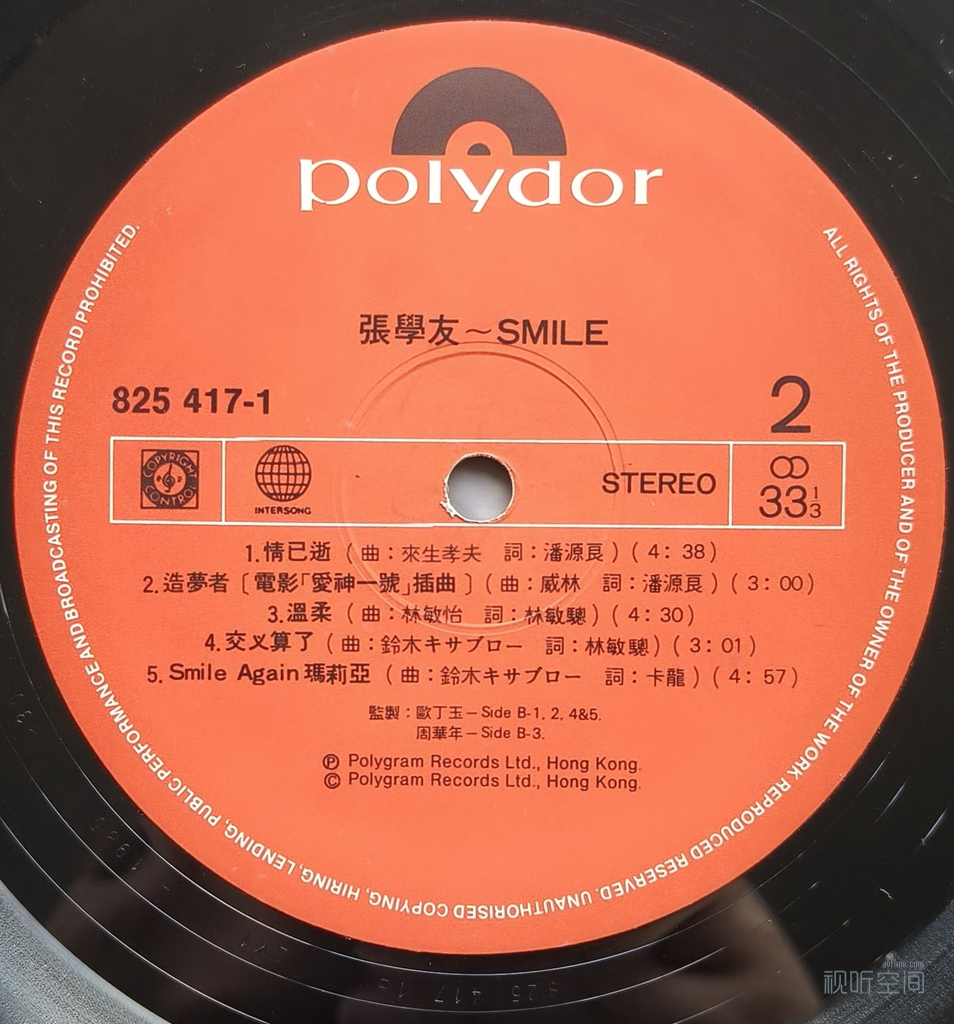 polydor
張學友～SMILE
825 417-1
2
COPYRIGHT CONTROL
INTERSONG
STEREO
33⅓
1.情已逝 (曲：來生孝夫 詞：潘源良) (4：38)
2.造夢者〔電影「愛神一號」插曲〕(曲：威林 詞：潘源良) (3：00)
3.溫柔 (曲：林敏怡 詞：林敏驄) (4：30)
4.交叉算了 (曲：鈴木キサブロー 詞：林敏驄) (3：01)
5.Smile Again 瑪莉亞 (曲：鈴木キサブロー 詞：卡龍) (4：57)
監製：歐丁玉－Side B-1, 2, 4&5.
周華年－Side B-3.
Ⓟ Polygram Records Ltd., Hong Kong.
© Polygram Records Ltd., Hong Kong.
ALL RIGHTS OF THE PRODUCER AND OF THE OWNER OF THE WORK REPRODUCED RESERVED. UNAUTHORISED COPYING, HIRING, LENDING, PUBLIC PERFORMANCE AND BROADCASTING OF THIS RECORD PROHIBITED.
视听空间